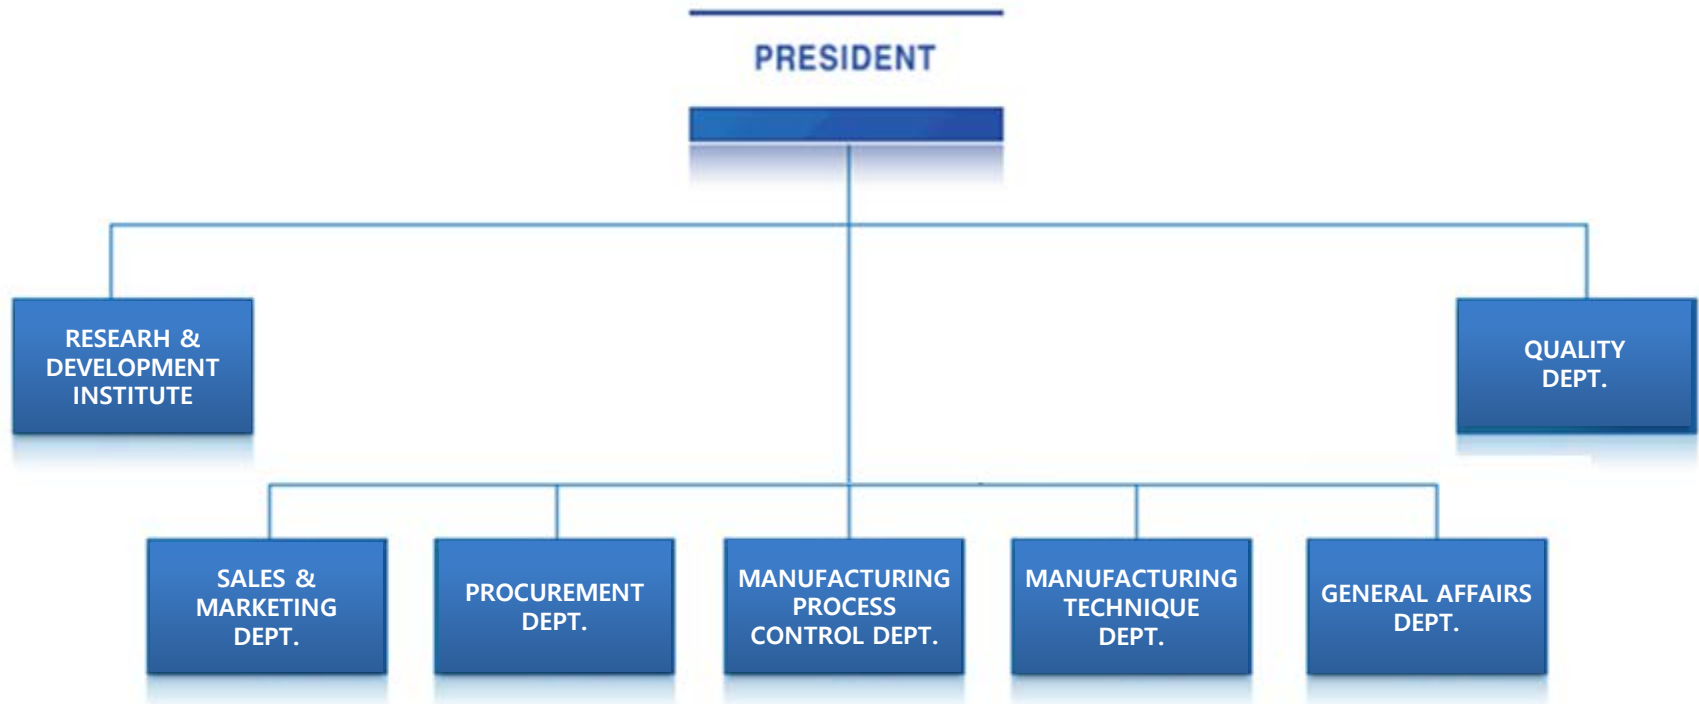 PRESIDENT
RESEARH &
DEVELOPMENT
INSTITUTE
QUALITY
DEPT.
SALES &
MARKETING
DEPT.
PROCUREMENT
DEPT.
MANUFACTURING
PROCESS
CONTROL DEPT.
MANUFACTURING
TECHNIQUE
DEPT.
GENERAL AFFAIRS
DEPT.